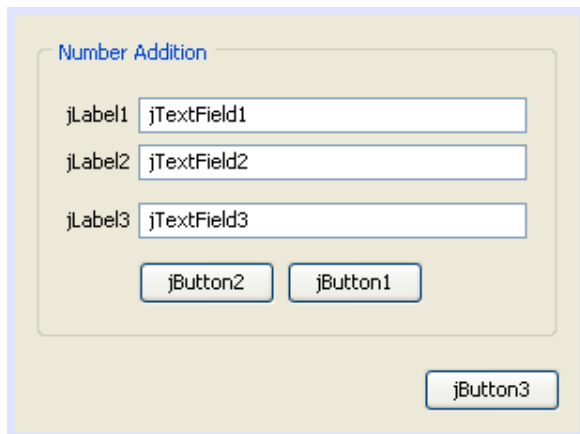 Number Addition
jLabel1 jTextField1
jLabel2 jTextField2
jLabel3 jTextField3
jButton2 jButton1
jButton3